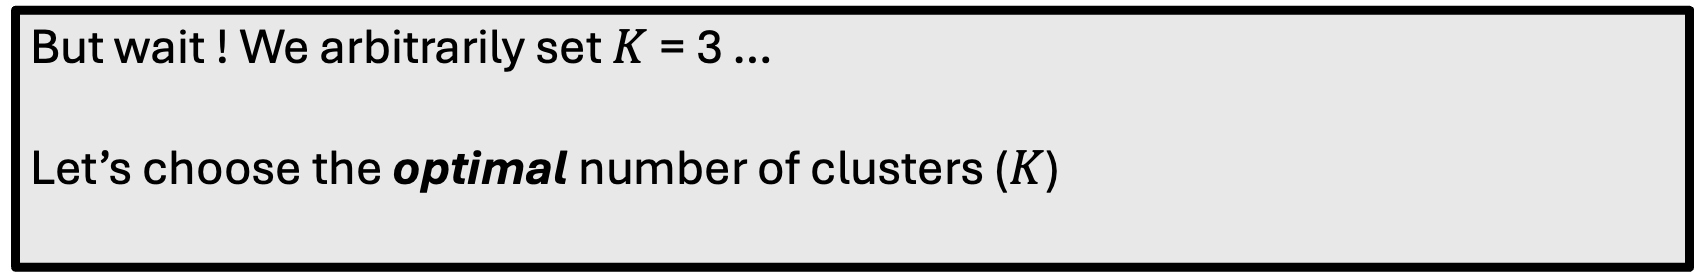 But wait ! We arbitrarily set K = 3 ...
Let’s choose the optimal number of clusters (K)